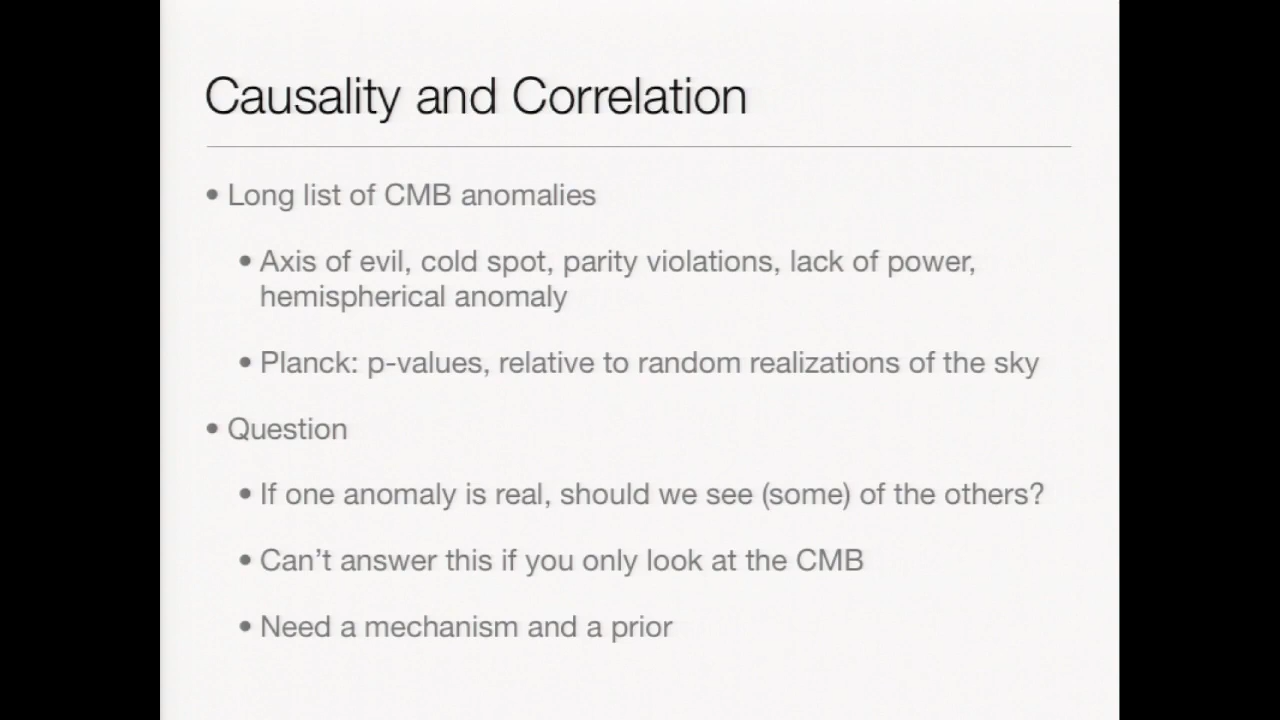 Causality and Correlation
• Long list of CMB anomalies
• Axis of evil, cold spot, parity violations, lack of power,
hemispherical anomaly
• Planck: p-values, relative to random realizations of the sky
• Question
• If one anomaly is real, should we see (some) of the others?
• Can't answer this if you only look at the CMB
• Need a mechanism and a prior